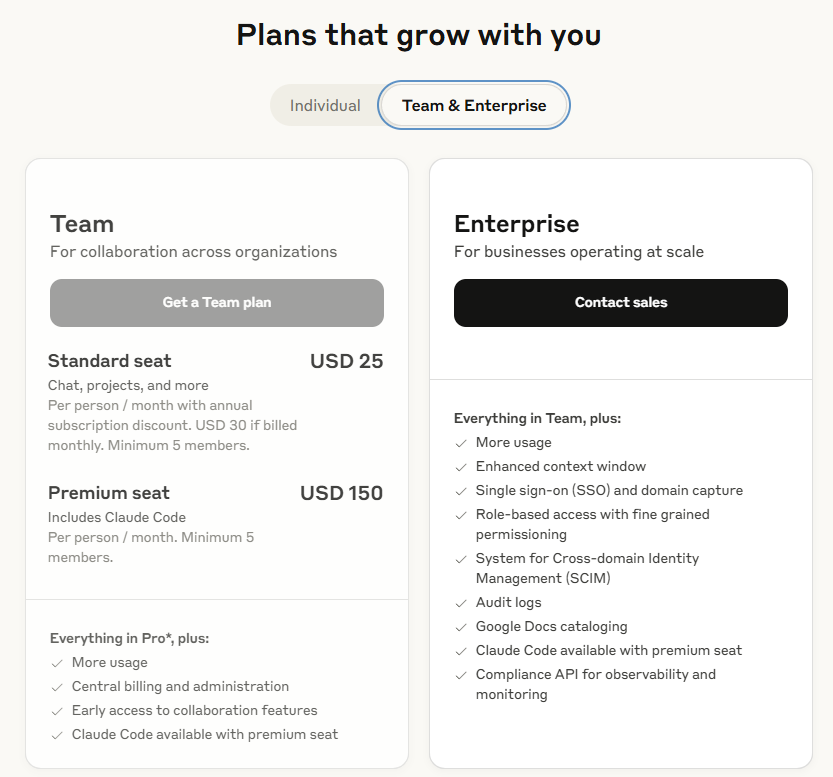 Plans that grow with you
Individual
Team & Enterprise
Team
For collaboration across organizations
Get a Team plan
Standard seat
USD 25
Chat, projects, and more
Per person / month with annual
subscription discount. USD 30 if billed
monthly. Minimum 5 members.
Premium seat
USD 150
Includes Claude Code
Per person / month. Minimum 5
members.
Everything in Pro*, plus:
More usage
Central billing and administration
Early access to collaboration features
Claude Code available with premium seat
Enterprise
For businesses operating at scale
Contact sales
Everything in Team, plus:
More usage
Enhanced context window
Single sign-on (SSO) and domain capture
Role-based access with fine grained
permissioning
System for Cross-domain Identity
Management (SCIM)
Audit logs
Google Docs cataloging
Claude Code available with premium seat
Compliance API for observability and
monitoring